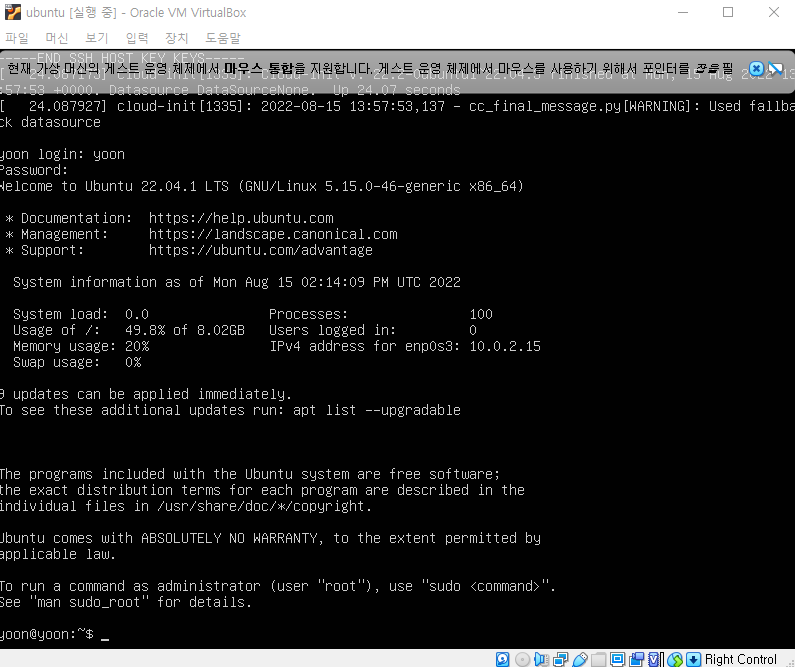 ubuntu [실행 중] - Oracle VM VirtualBox
파일 머신 보기 입력 장치 도움말
-----END SSH HOST KEY KEYS-----
현재 가상 머신의 게스트 운영 체제에서 마우스 통합을 지원합니다. 게스트 운영 체제에서 마우스를 사용하기 위해서 포인터를 잡을 필
[ 24.087173] cloud-init[1335]: Cloud-init v. 22.2-0ubuntu1 22.04.3 finished at Mon, 15 Aug 2022 13
:57:53 +0000. Datasource DataSourceNone. Up 24.07 seconds
[ 24.087927] cloud-init[1335]: 2022-08-15 13:57:53,137 - cc_final_message.py[WARNING]: Used fallba
ck datasource
yoon login: yoon
Password:
Welcome to Ubuntu 22.04.1 LTS (GNU/Linux 5.15.0-46-generic x86_64)
* Documentation: https://help.ubuntu.com
* Management: https://landscape.canonical.com
* Support: https://ubuntu.com/advantage
System information as of Mon Aug 15 02:14:09 PM UTC 2022
System load: 0.0 Processes: 100
Usage of /: 49.8% of 8.02GB Users logged in: 0
Memory usage: 20% IPv4 address for enp0s3: 10.0.2.15
Swap usage: 0%
9 updates can be applied immediately.
To see these additional updates run: apt list --upgradable
The programs included with the Ubuntu system are free software;
the exact distribution terms for each program are described in the
individual files in /usr/share/doc/*/copyright.
Ubuntu comes with ABSOLUTELY NO WARRANTY, to the extent permitted by
applicable law.
To run a command as administrator (user "root"), use "sudo <command>".
See "man sudo_root" for details.
yoon@yoon:~$ _
Right Control